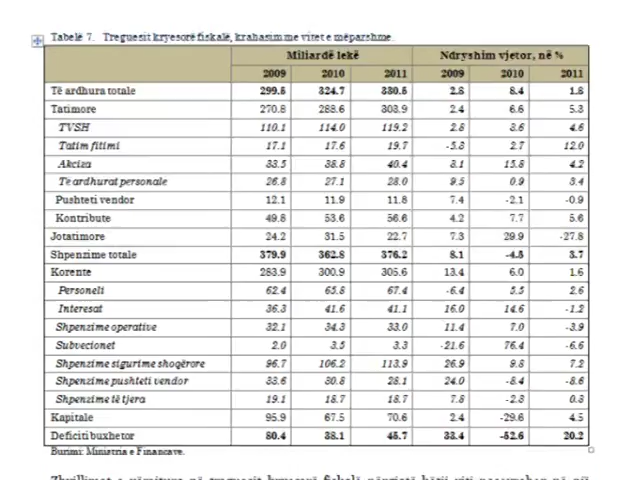 Tabelë 7. Treguesit kryesorë fiskalë, krahasim me vitet e mëparshme.
Miliardë lekë Ndryshim vjetor, në %
2009 2010 2011 2009 2010 2011
Të ardhura totale 299.5 324.7 330.5 2.8 8.4 1.8
Tatimore 270.8 288.6 303.9 2.4 6.6 5.3
TVSH 110.1 114.0 119.2 2.8 3.6 4.6
Tatim fitimi 17.1 17.6 19.7 -5.8 2.7 12.0
Akciza 33.5 38.8 40.4 3.1 15.8 4.2
Të ardhurat personale 26.8 27.1 28.0 9.5 0.9 3.4
Pushteti vendor 12.1 11.9 11.8 7.4 -2.1 -0.9
Kontribute 49.8 53.6 56.6 4.2 7.7 5.6
Jotatimore 24.2 31.5 22.7 7.3 29.9 -27.8
Shpenzime totale 379.9 362.8 376.2 8.1 -4.5 3.7
Korente 283.9 300.9 305.6 13.4 6.0 1.6
Personeli 62.4 65.8 67.4 -6.4 5.5 2.6
Interesat 36.3 41.6 41.1 16.0 14.6 -1.2
Shpenzime operative 32.1 34.3 33.0 11.4 7.0 -3.9
Subvecionet 2.0 3.5 3.3 -21.6 76.4 -6.6
Shpenzime sigurime shoqërore 96.7 106.2 113.9 26.9 9.8 7.2
Shpenzime pushteti vendor 33.6 30.8 28.1 24.0 -8.4 -8.6
Shpenzime të tjera 19.1 18.7 18.7 7.8 -2.3 0.3
Kapitale 95.9 67.5 70.6 2.4 -29.6 4.5
Deficiti buxhetor 80.4 38.1 45.7 33.4 -52.6 20.2
Burimi: Ministria e Financave.